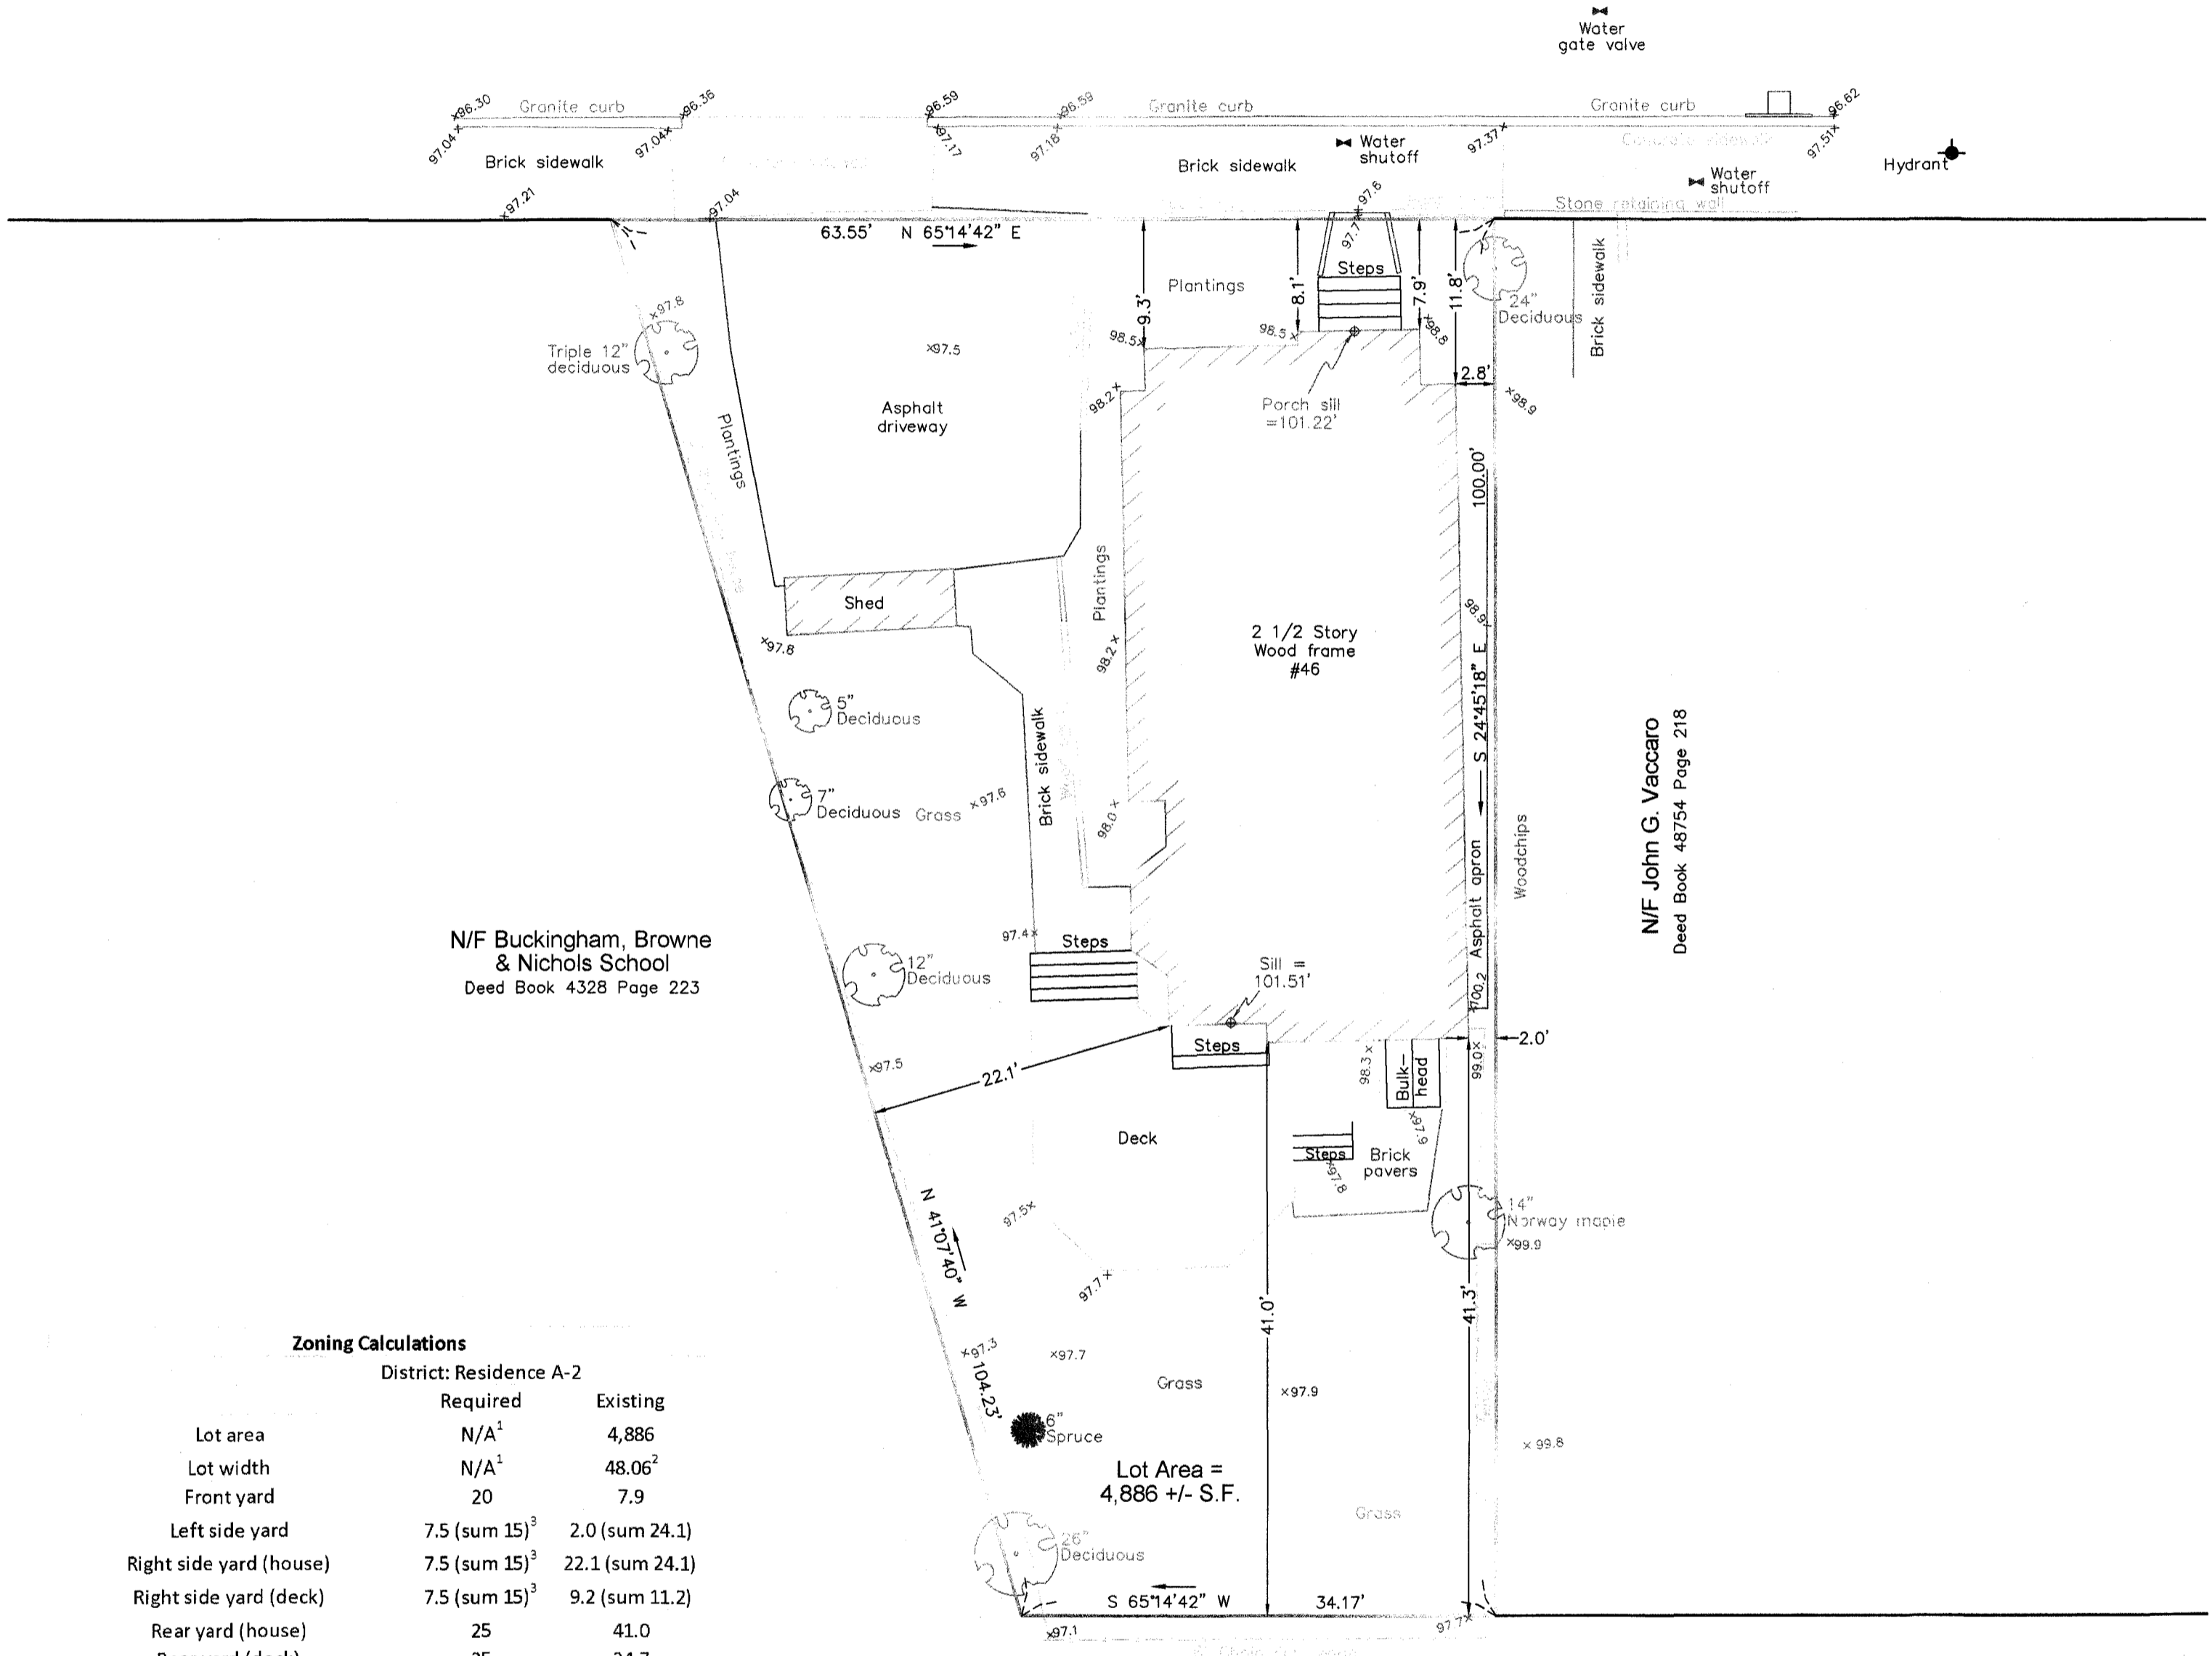 Water
gate valve
96.30
Granite curb
96.36
96.59
96.59
Granite curb
Granite curb
96.62
97.04
Brick sidewalk
97.04
97.17
97.18
Brick sidewalk
Water
shutoff
97.37
Concrete sidewalk
97.51
Hydrant
Water
shutoff
97.21
97.04
97.6
Stone retaining wall
63.55' N 65°14'42" E
97.7
Steps
Plantings
9.3'
8.1'
7.9'
11.8'
24"
Deciduous
Brick sidewalk
97.8
Triple 12"
deciduous
97.5
98.5
98.5
98.8
2.8'
98.2
98.9
Porch sill
=101.22'
Asphalt
driveway
Plantings
100.00'
Shed
Plantings
98.9
97.8
98.2
2 1/2 Story
Wood frame
#46
S 24°45'18" E
5"
Deciduous
Brick sidewalk
7"
Deciduous
Grass
97.6
98.0
Asphalt apron
Woodchips
N/F John G. Vaccaro
Deed Book 48754 Page 218
N/F Buckingham, Browne
& Nichols School
Deed Book 4328 Page 223
97.4
Steps
12"
Deciduous
Sill =
101.51'
100.2
Steps
2.0'
97.5
22.1'
98.3
Bulk-
head
99.0
97.9
Deck
Steps
97.8
Brick
pavers
14"
Norway maple
99.9
N 41°07'40" W
97.5
97.7
41.0'
41.3'
97.3
97.7
104.23'
Grass
97.9
6"
Spruce
99.8
Lot Area =
4,886 +/- S.F.
Grass
26"
Deciduous
S 65°14'42" W 34.17'
97.1
97.7
Zoning Calculations
District: Residence A-2
Required Existing
Lot area N/A1 4,886
Lot width N/A1 48.062
Front yard 20 7.9
Left side yard 7.5 (sum 15)3 2.0 (sum 24.1)
Right side yard (house) 7.5 (sum 15)3 22.1 (sum 24.1)
Right side yard (deck) 7.5 (sum 15)3 9.2 (sum 11.2)
Rear yard (house) 25 41.0